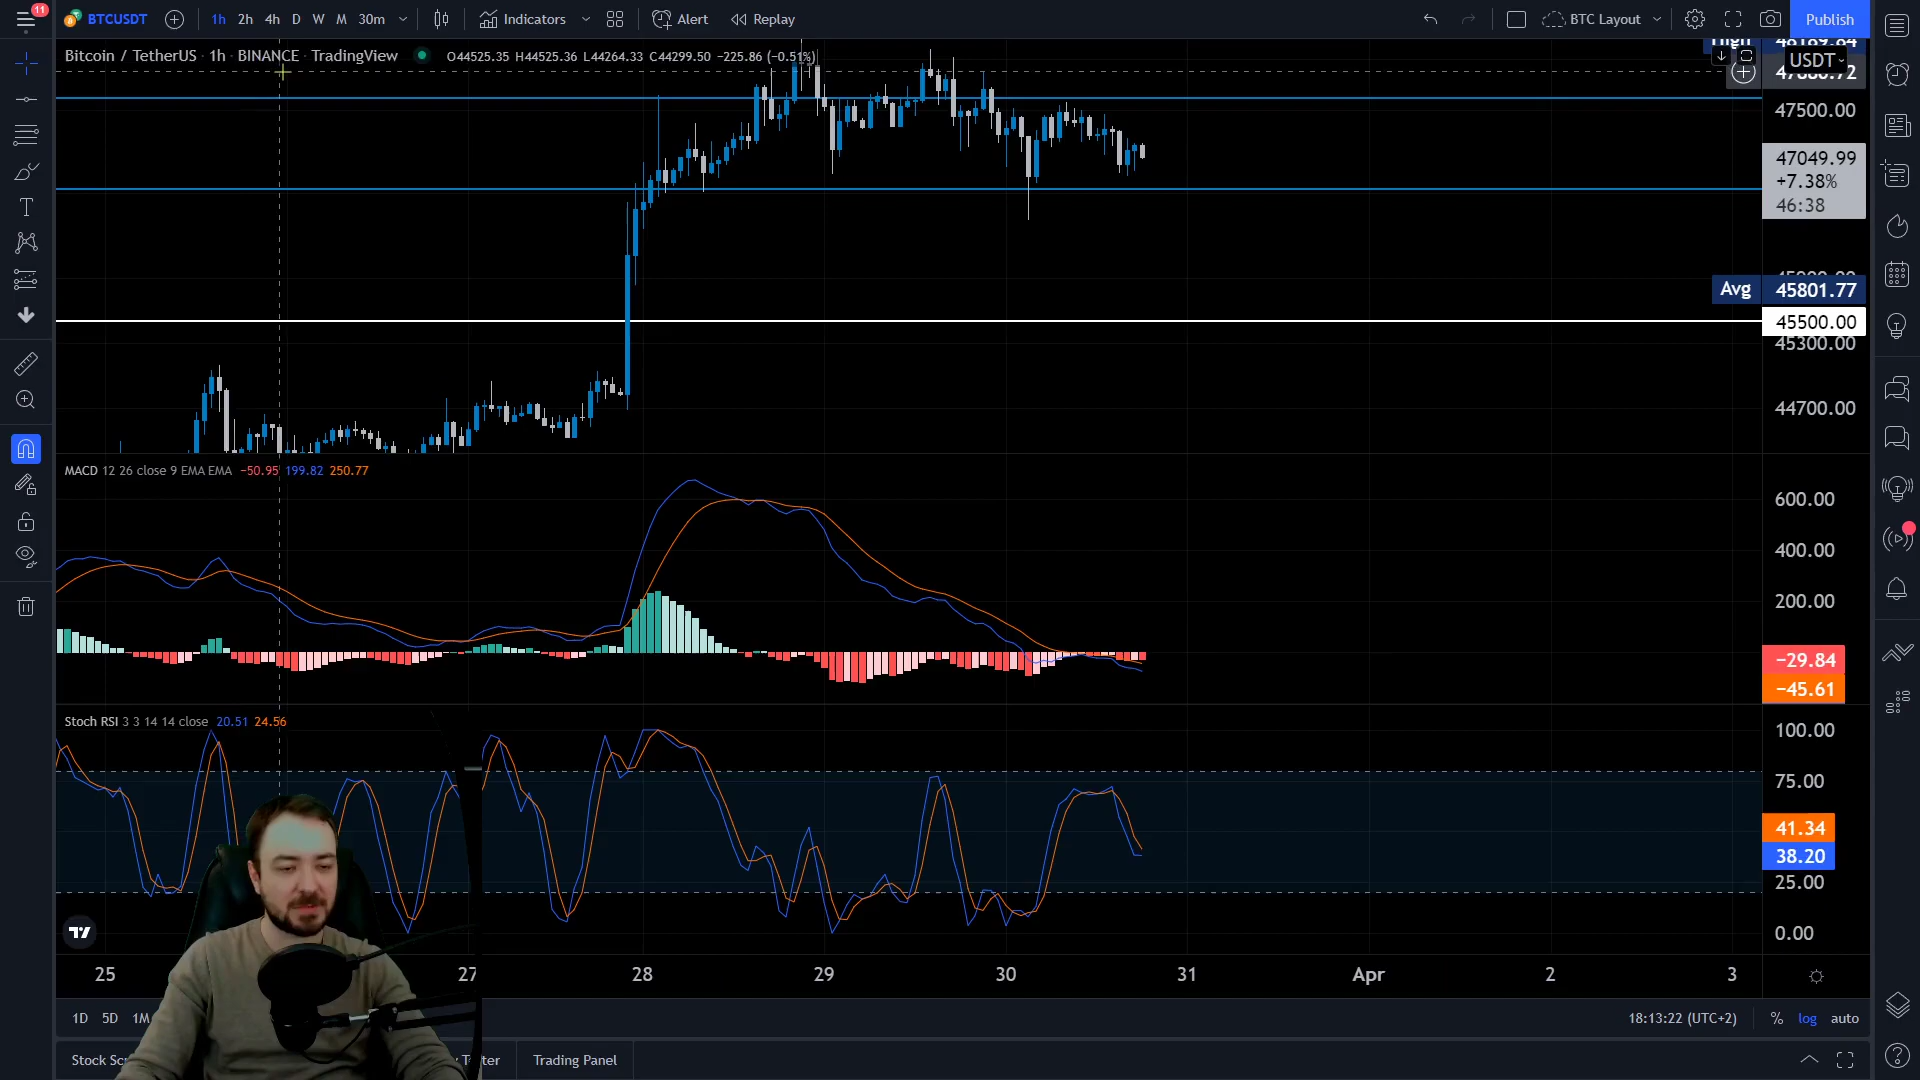 11
BTCUSDT
1h 2h 4h D W M 30m
Indicators
Alert
Replay
BTC Layout
Publish
Bitcoin / TetherUS · 1h · BINANCE · TradingView
O44525.35 H44525.36 L44264.33 C44299.50 −225.86 (−0.51%)
High 48189.84
USDT
47500.00
47049.99
+7.38%
46:38
Avg 45801.77
45500.00
45300.00
44700.00
MACD 12 26 close 9 EMA EMA −50.95 199.82 250.77
600.00
400.00
200.00
−29.84
−45.61
Stoch RSI 3 3 14 14 close 20.51 24.56
100.00
75.00
41.34
38.20
25.00
0.00
25 27 28 29 30 31 Apr 2 3
1D 5D 1M
18:13:22 (UTC+2)
% log auto
Stock
Trading Panel